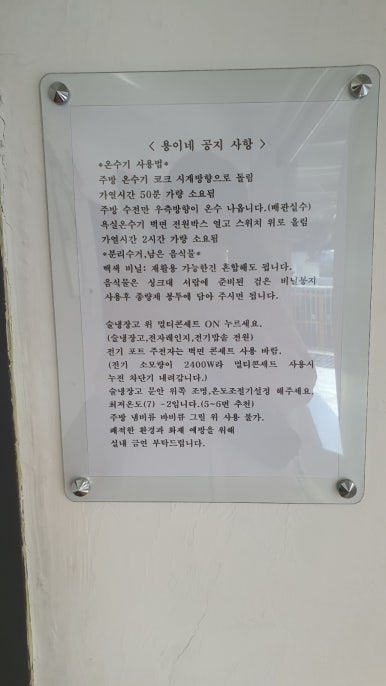 < 용이네 공지 사항 >
*온수기 사용법*
주방 온수기 코크 시계방향으로 돌림
가열시간 50분 가량 소요됨
주방 수전만 우측방향이 온수 나옵니다.(배관실수)
욕실온수기 벽면 전원박스 열고 스위치 위로 올림
가열시간 2시간 가량 소요됨
*분리수거,남은 음식물*
백색 비닐: 재활용 가능한건 혼합해도 됩니다.
음식물은 싱크대 서랍에 준비된 검은 비닐봉지
사용후 종량제 봉투에 담아 주시면 됩니다.
술냉장고 위 멀티콘세트 ON 누르세요.
(술냉장고,전자레인지,전기밥솥 전원)
전기 포트 주전자는 벽면 콘세트 사용 바람.
(전기 소모량이 2400W라 멀티콘세트 사용시
누전 차단기 내려갑니다.)
술냉장고 문안 위쪽 조명,온도조절기설정 해주세요.
최저온도(7) -2입니다.(5~6번 추천)
주방 냄비류 바비큐 그릴 위 사용 불가.
쾌적한 환경과 화재 예방을 위해
실내 금연 부탁드립니다.